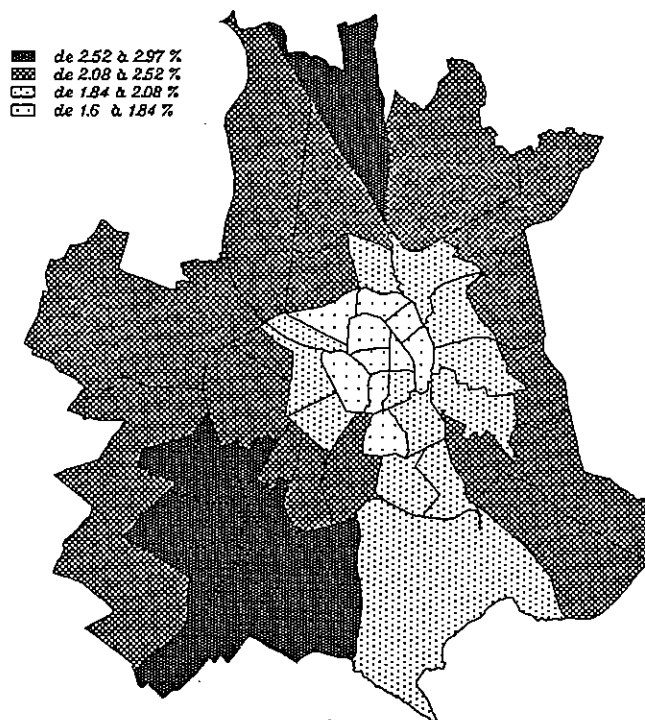 de 2.52 à 2.97 %
de 2.08 à 2.52 %
de 1.84 à 2.08 %
de 1.6 à 1.84 %